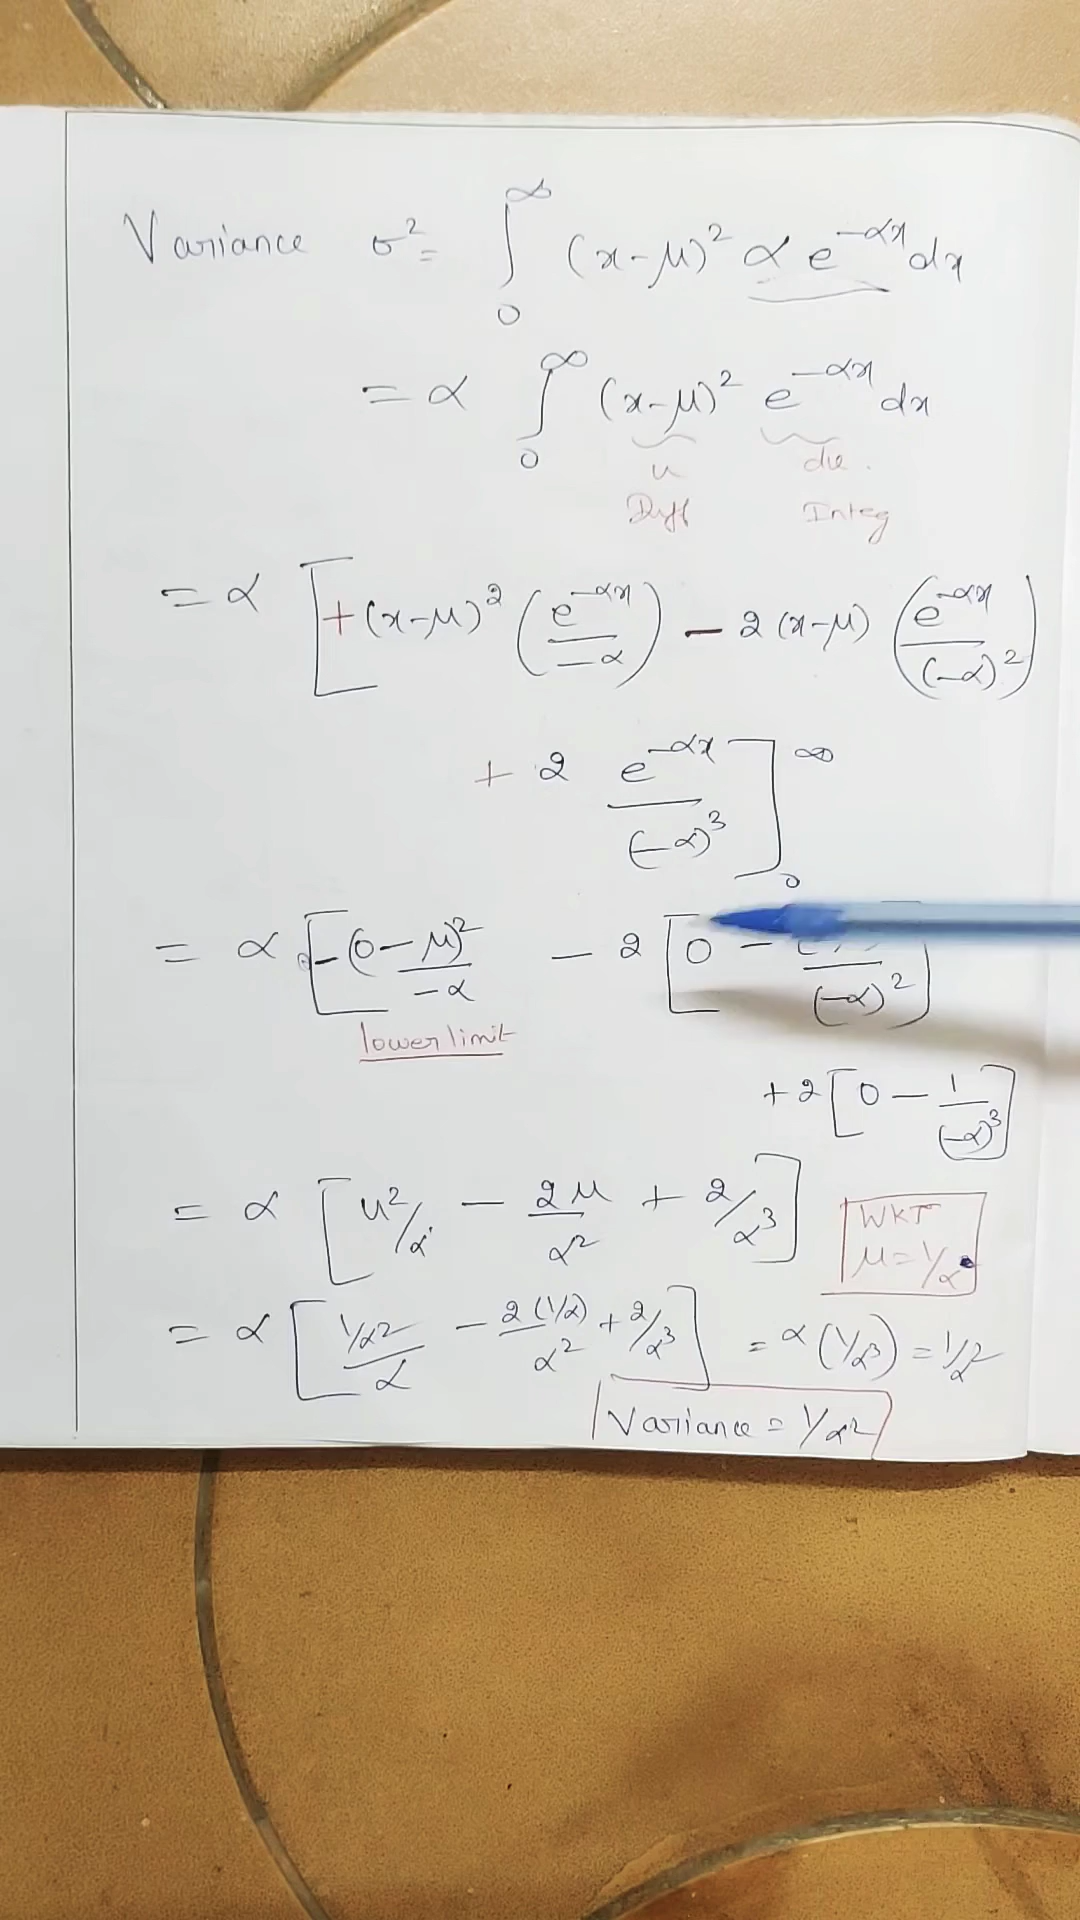 Variance σ² = ∫₀^∞ (x-μ)² α e^{-αx} dx
= α ∫₀^∞ (x-μ)² e^{-αx} dx
u dv.
Diff Integ
= α [ +(x-μ)² (e^{-αx}/-α) - 2(x-μ) (e^{-αx}/(-α)²)
+ 2 e^{-αx}/(-α)³ ]₀^∞
= α [ -(0-μ)²/-α - 2 [ 0 - /(-α)² ]
lower limit
+ 2 [ 0 - 1/(-α)³ ]
= α [ μ²/α - 2μ/α² + 2/α³ ]
WKT
μ = 1/α
= α [ (1/α²)/α - 2(1/α)/α² + 2/α³ ] = α (1/α³) = 1/α²
Variance = 1/α²